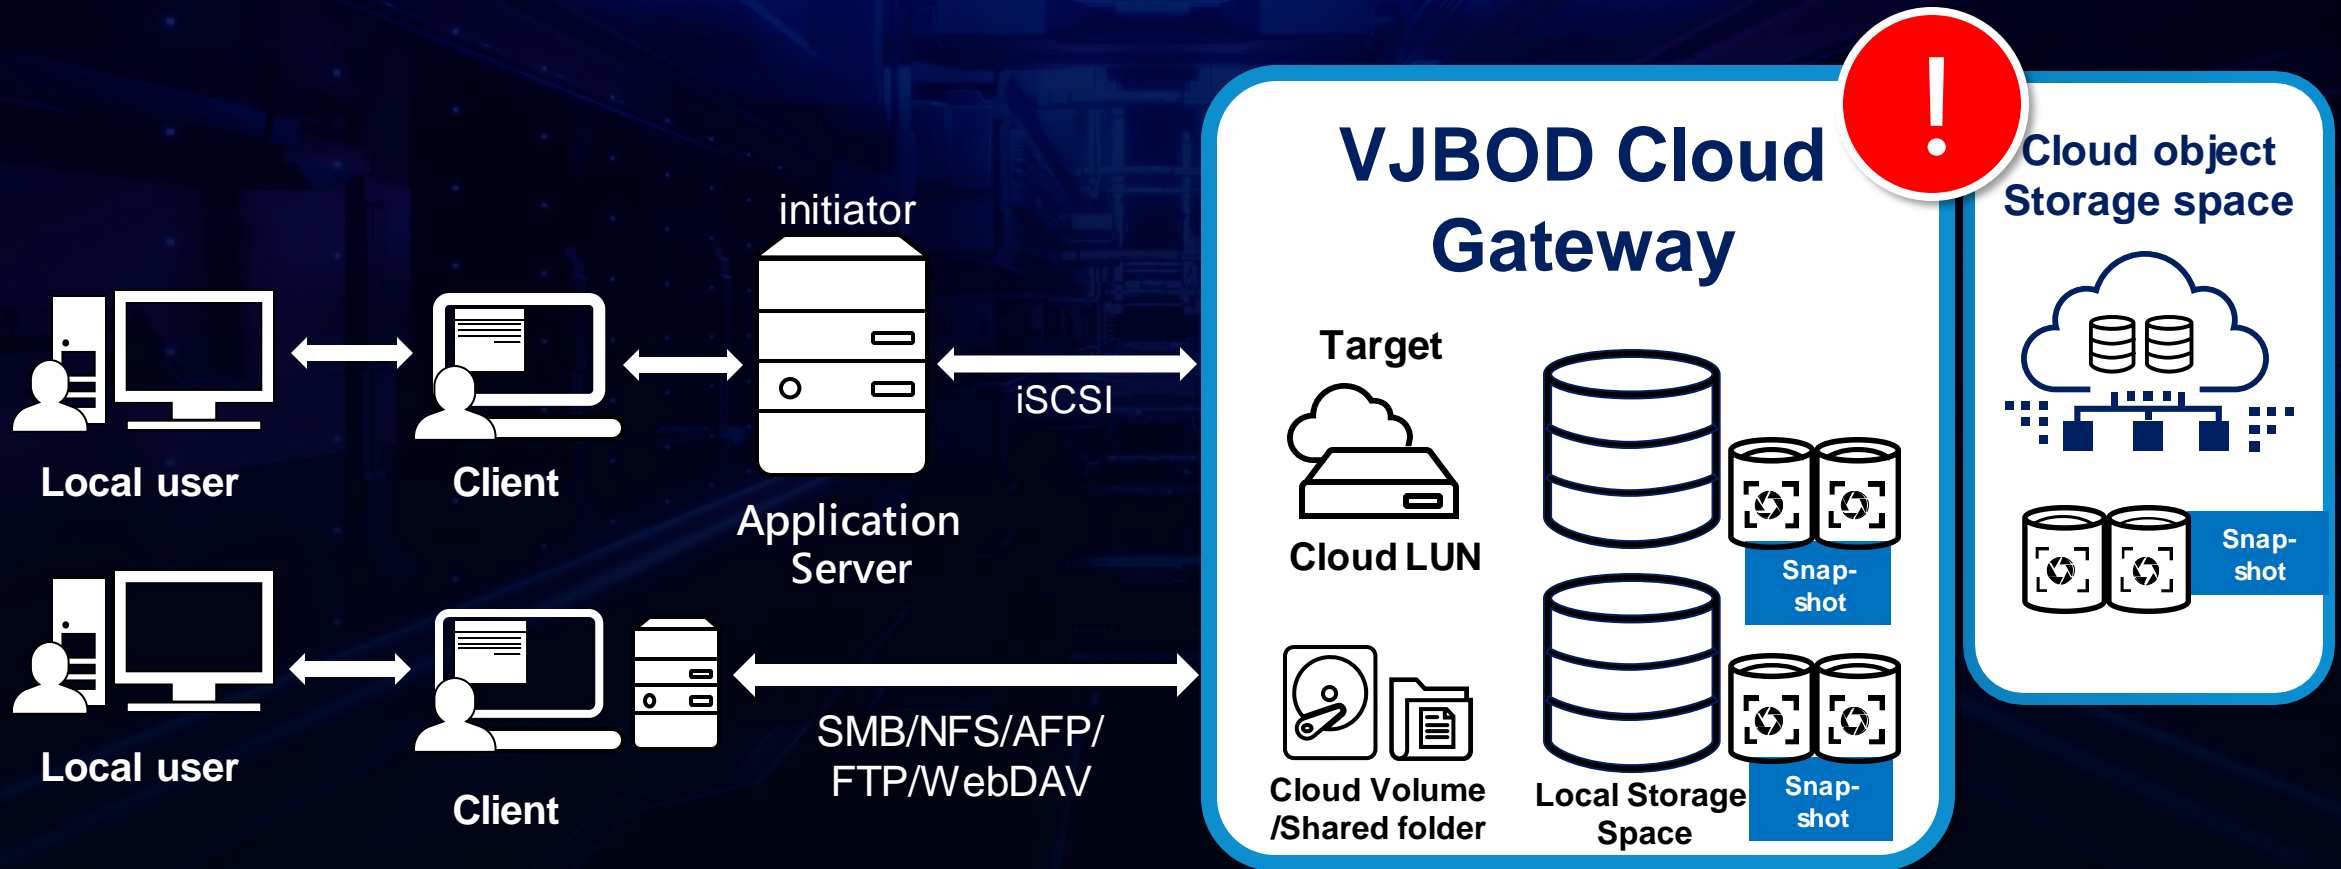 VJBOD Cloud
Gateway
!
Cloud object
Storage space
initiator
Target
iSCSI
Local user
Client
Application
Server
Cloud LUN
Snap-
shot
Snap-
shot
Local user
Client
SMB/NFS/AFP/
FTP/WebDAV
Cloud Volume
/Shared folder
Local Storage
Space
Snap-
shot